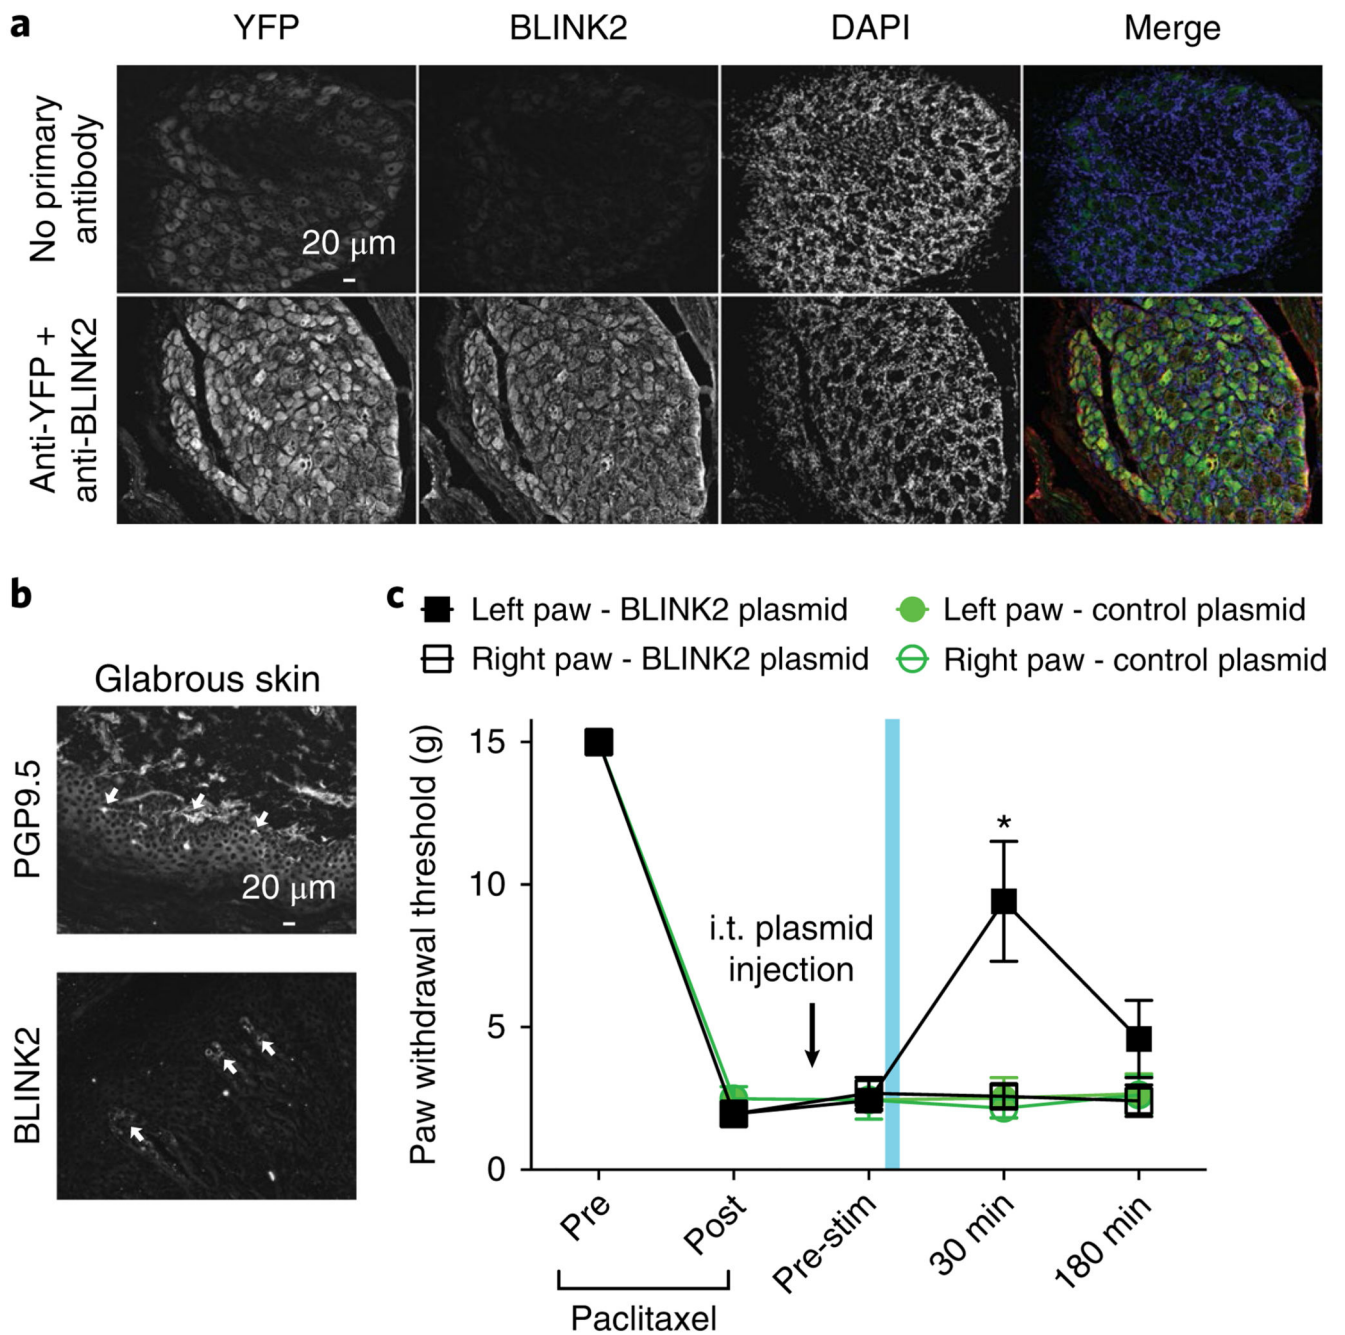 a
YFP
BLINK2
DAPI
Merge
No primary
antibody
20 μm
Anti-YFP +
anti-BLINK2
b
Glabrous skin
PGP9.5
20 μm
BLINK2
c
Left paw - BLINK2 plasmid
Left paw - control plasmid
Right paw - BLINK2 plasmid
Right paw - control plasmid
Paw withdrawal threshold (g)
15
10
5
0
i.t. plasmid
injection
*
Pre
Post
Pre-stim
30 min
180 min
Paclitaxel